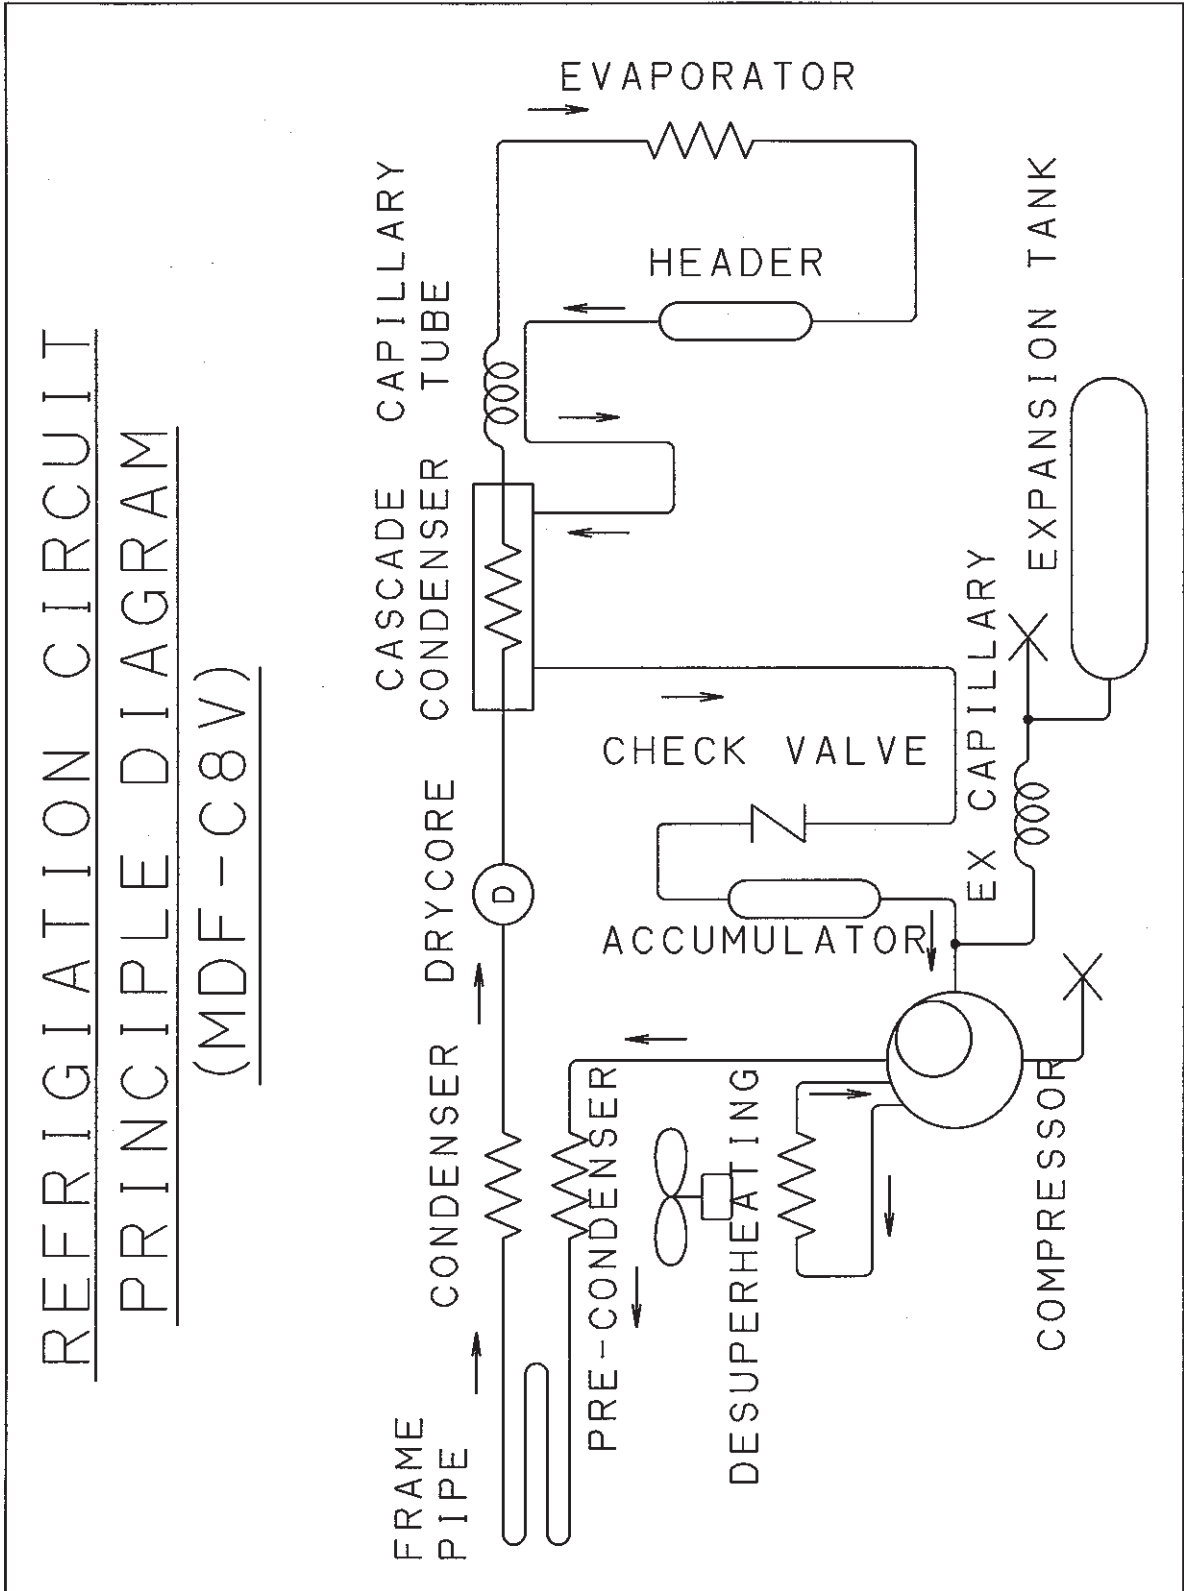 REFRIGIATION CIRCUIT
PRINCIPLE DIAGRAM
(MDF-C8V)
FRAME
PIPE
CONDENSER
DRYCORE
CASCADE
CONDENSER
CAPILLARY
TUBE
EVAPORATOR
HEADER
D
PRE-CONDENSER
CHECK VALVE
ACCUMULATOR
DESUPERHEATING
EX CAPILLARY
EXPANSION TANK
COMPRESSOR